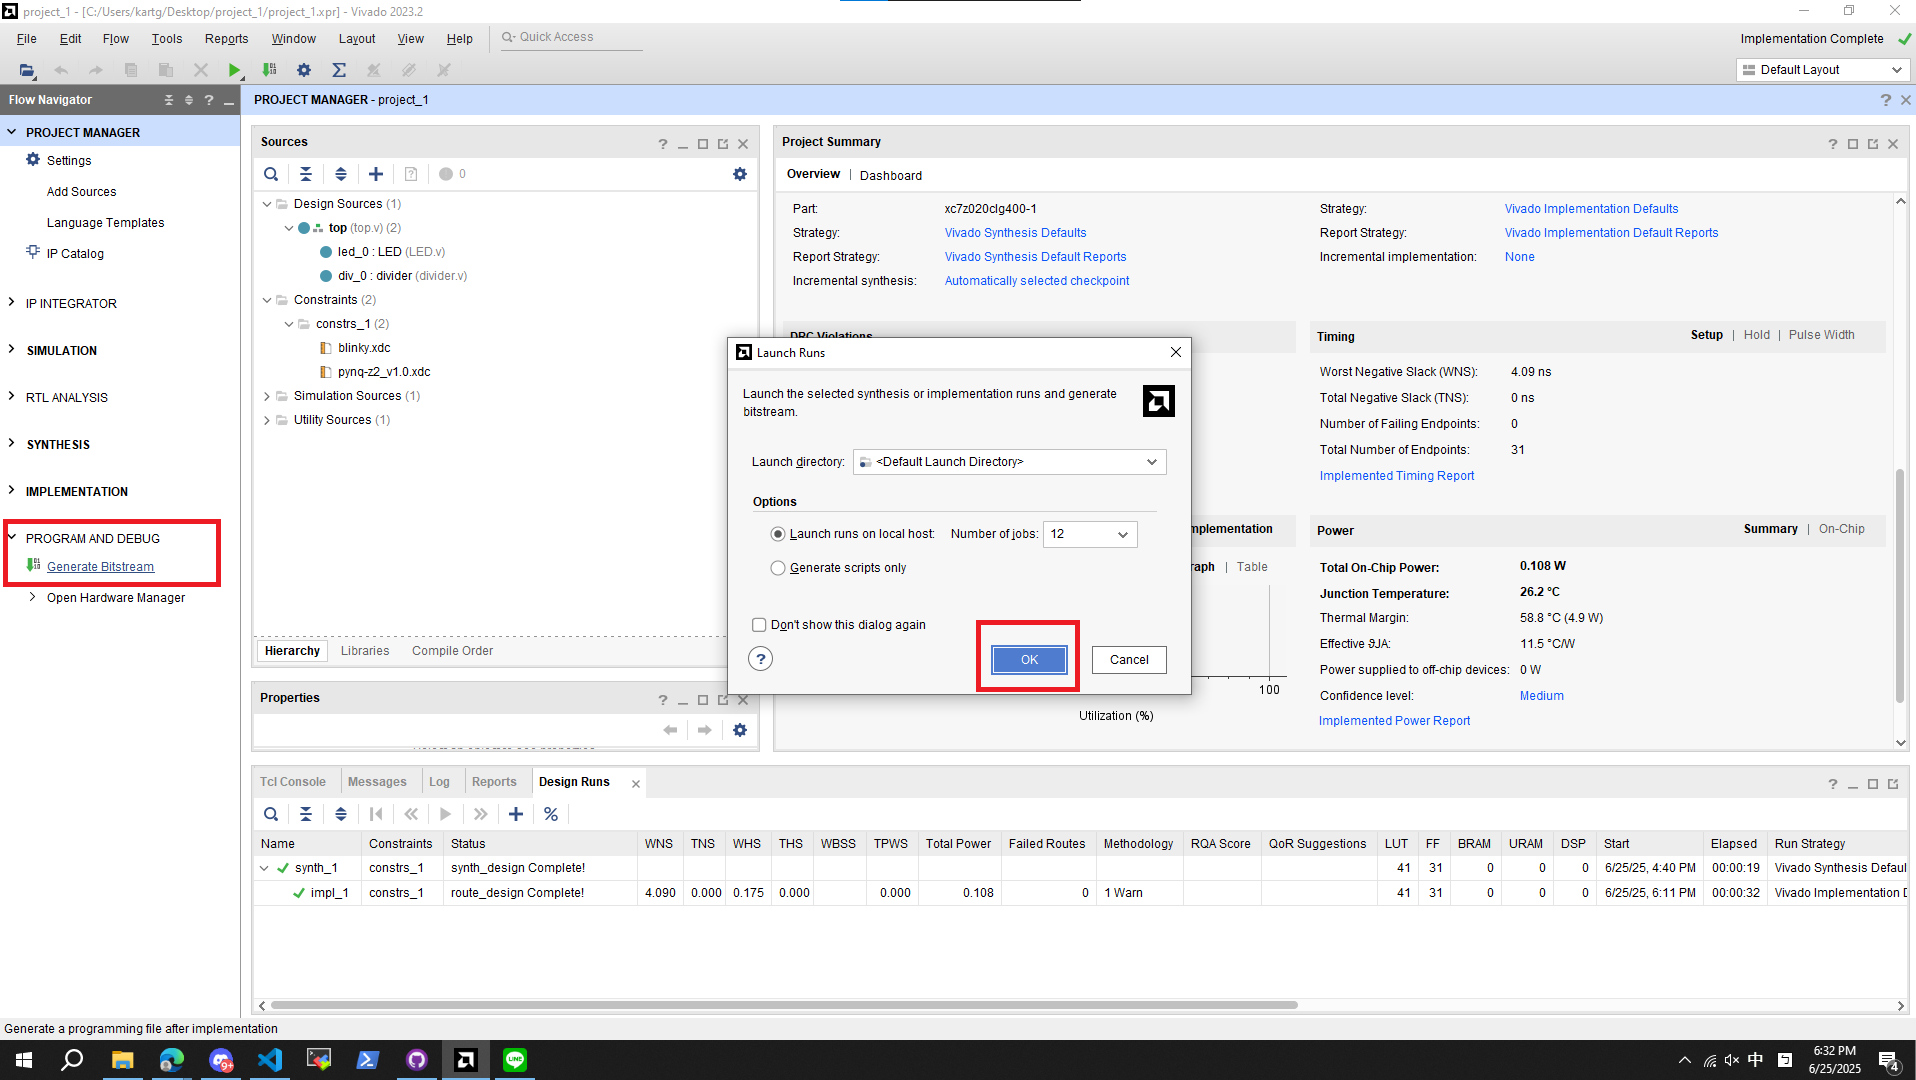 project_1 - [C:/Users/kartg/Desktop/project_1/project_1.xpr] - Vivado 2023.2
File Edit Flow Tools Reports Window Layout View Help Quick Access
Implementation Complete
Default Layout
Flow Navigator
PROJECT MANAGER
Settings
Add Sources
Language Templates
IP Catalog
IP INTEGRATOR
SIMULATION
RTL ANALYSIS
SYNTHESIS
IMPLEMENTATION
PROGRAM AND DEBUG
Generate Bitstream
Open Hardware Manager
PROJECT MANAGER - project_1
Sources
0
Design Sources (1)
top (top.v) (2)
led_0 : LED (LED.v)
div_0 : divider (divider.v)
Constraints (2)
constrs_1 (2)
blinky.xdc
pynq-z2_v1.0.xdc
Simulation Sources (1)
Utility Sources (1)
Hierarchy Libraries Compile Order
Properties
Project Summary
Overview | Dashboard
Part: xc7z020clg400-1
Strategy: Vivado Synthesis Defaults
Report Strategy: Vivado Synthesis Default Reports
Incremental synthesis: Automatically selected checkpoint
Strategy: Vivado Implementation Defaults
Report Strategy: Vivado Implementation Default Reports
Incremental implementation: None
DRC Violations
Timing Setup | Hold | Pulse Width
Worst Negative Slack (WNS): 4.09 ns
Total Negative Slack (TNS): 0 ns
Number of Failing Endpoints: 0
Total Number of Endpoints: 31
Implemented Timing Report
mplementation
raph | Table
100
Utilization (%)
Power Summary | On-Chip
Total On-Chip Power: 0.108 W
Junction Temperature: 26.2 °C
Thermal Margin: 58.8 °C (4.9 W)
Effective ϑJA: 11.5 °C/W
Power supplied to off-chip devices: 0 W
Confidence level: Medium
Implemented Power Report
Launch Runs
Launch the selected synthesis or implementation runs and generate
bitstream.
Launch directory: <Default Launch Directory>
Options
Launch runs on local host: Number of jobs: 12
Generate scripts only
Don't show this dialog again
? OK Cancel
Tcl Console Messages Log Reports Design Runs
Name Constraints Status WNS TNS WHS THS WBSS TPWS Total Power Failed Routes Methodology RQA Score QoR Suggestions LUT FF BRAM URAM DSP Start Elapsed Run Strategy
synth_1 constrs_1 synth_design Complete! 41 31 0 0 0 6/25/25, 4:40 PM 00:00:19 Vivado Synthesis Defaul
impl_1 constrs_1 route_design Complete! 4.090 0.000 0.175 0.000 0.000 0.108 0 1 Warn 41 31 0 0 0 6/25/25, 6:11 PM 00:00:32 Vivado Implementation D
Generate a programming file after implementation
9+
LINE
中
6:32 PM
6/25/2025
4